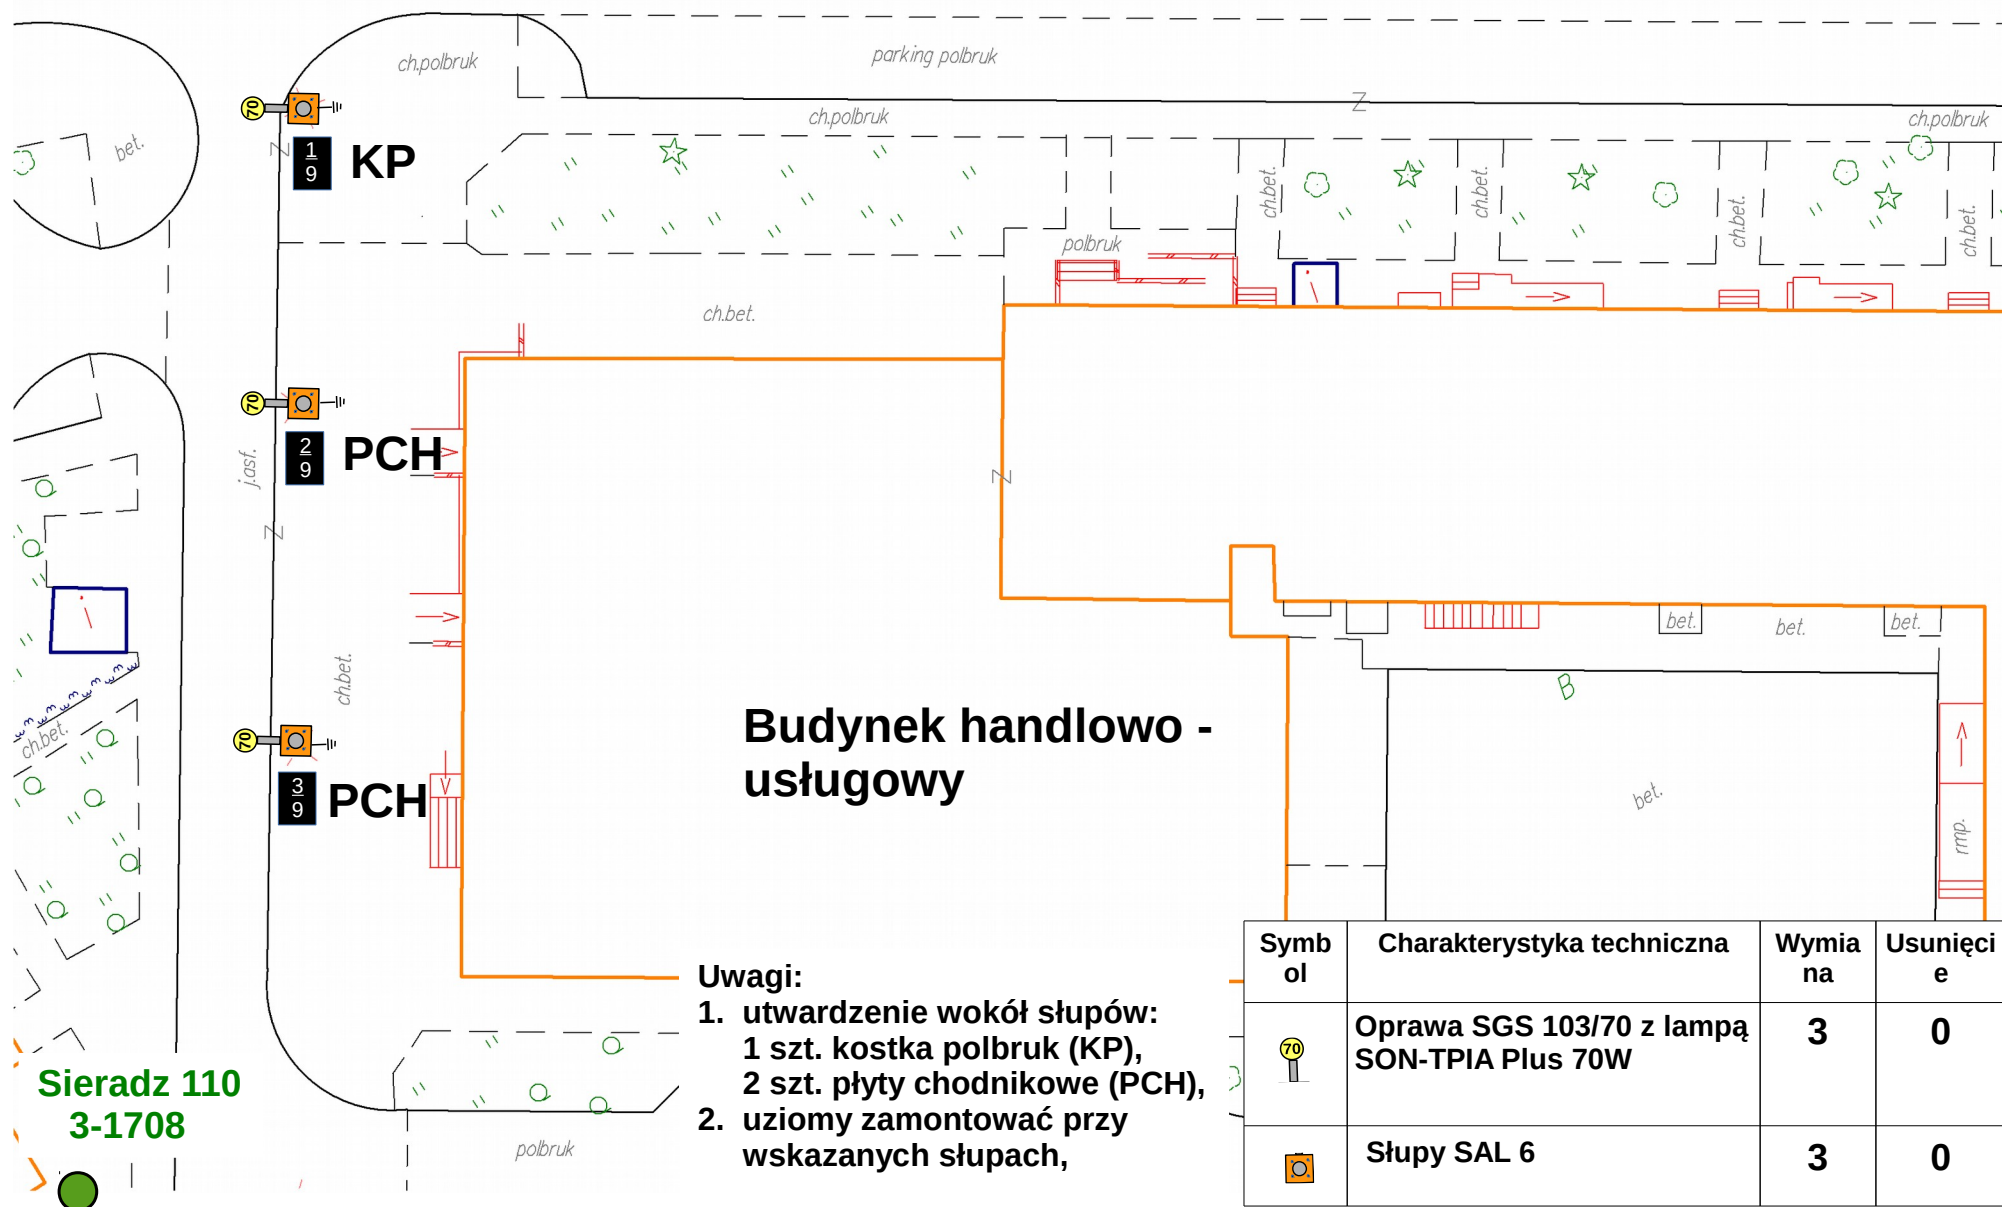 ch.polbruk
parking polbruk
70
1
9
KP
bet.
Z
ch.polbruk
Z
ch.polbruk
ch.bet.
ch.bet.
ch.bet.
ch.bet.
polbruk
ch.bet.
70
2
9
PCH
j.asf.
Z
Z
bet.
bet.
bet.
ch.bet.
ch.bet.
B
70
3
9
PCH
Budynek handlowo -
usługowy
bet.
rmp.
Uwagi:
1. utwardzenie wokół słupów:
1 szt. kostka polbruk (KP),
2 szt. płyty chodnikowe (PCH),
2. uziomy zamontować przy
wskazanych słupach,
polbruk
Sieradz 110
3-1708
Symb
ol
Charakterystyka techniczna
Wymia
na
Usunięci
e
70
Oprawa SGS 103/70 z lampą
SON-TPIA Plus 70W
3
0
Słupy SAL 6
3
0